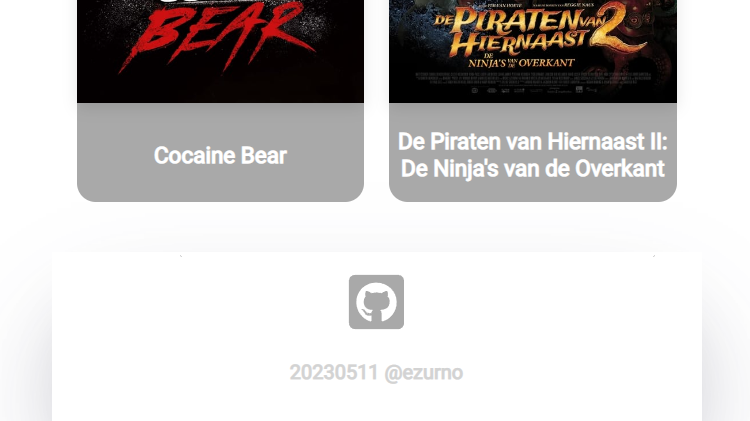 BEAR
DE PIRATEN VAN
HIERNAAST 2
DE
NINJA'S VAN DE OVERKANT
Cocaine Bear
De Piraten van Hiernaast II:
De Ninja's van de Overkant
20230511 @ezurno